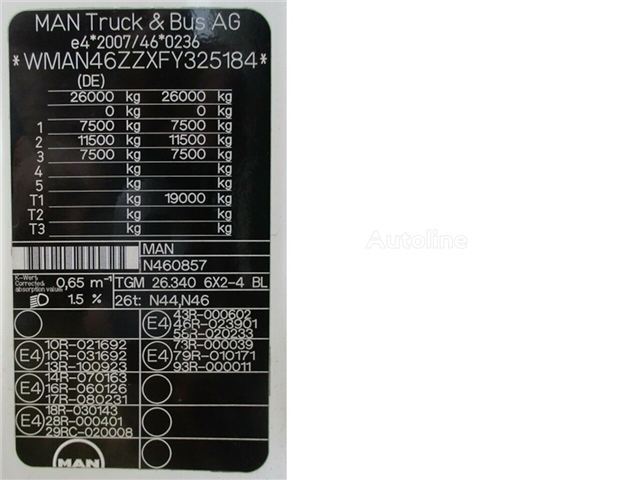 MAN Truck & Bus AG
e4*2007/46*0236
*WMAN46ZZXFY325184*
(DE)
26000 kg 26000 kg
0 kg 0 kg
1 7500 kg 7500 kg
2 11500 kg 11500 kg
3 7500 kg 7500 kg
4 kg kg
5 kg kg
T1 kg 19000 kg
T2 kg kg
T3 kg kg
MAN
N460857
K-Wert
Corrected absorption value 0,65 m⁻¹ TGM 26.340 6X2-4 BL
1.5 % 26t: N44,N46
E4 43R-000602
46R-023901
56R-020233
E4 10R-021692
10R-031692
13R-100923
E4 73R-000039
79R-010171
93R-000011
E4 14R-070163
16R-060126
17R-080231
E4 18R-030143
28R-000401
29RC-020008
MAN
Autoline